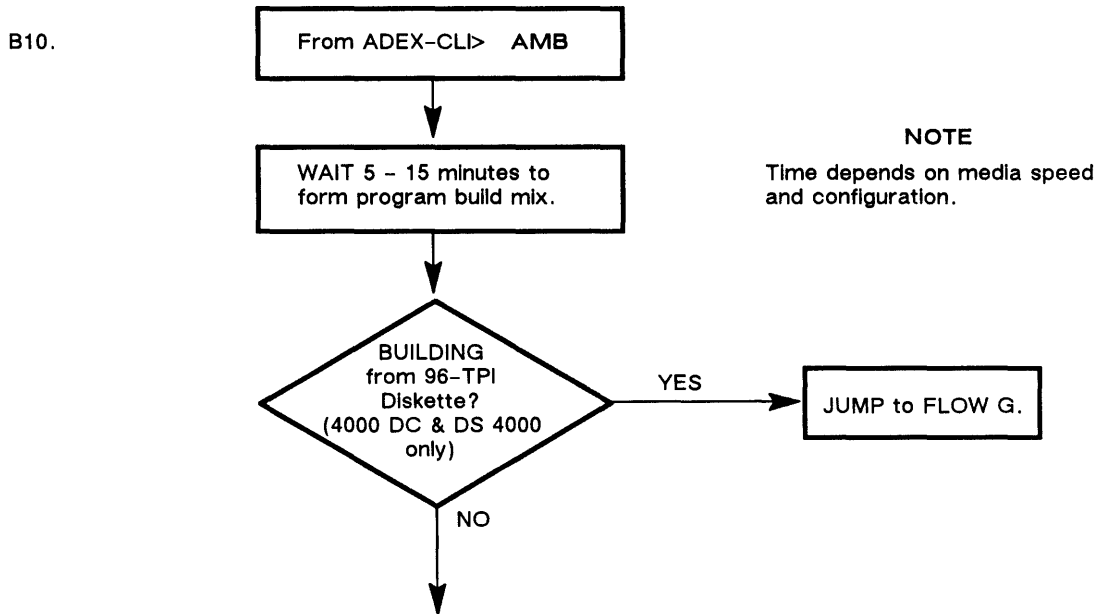 B10.
From ADEX-CLI> AMB
WAIT 5 - 15 minutes to
form program build mix.
NOTE
Time depends on media speed
and configuration.
BUILDING
from 96-TPI
Diskette?
(4000 DC & DS 4000
only)
YES
JUMP to FLOW G.
NO